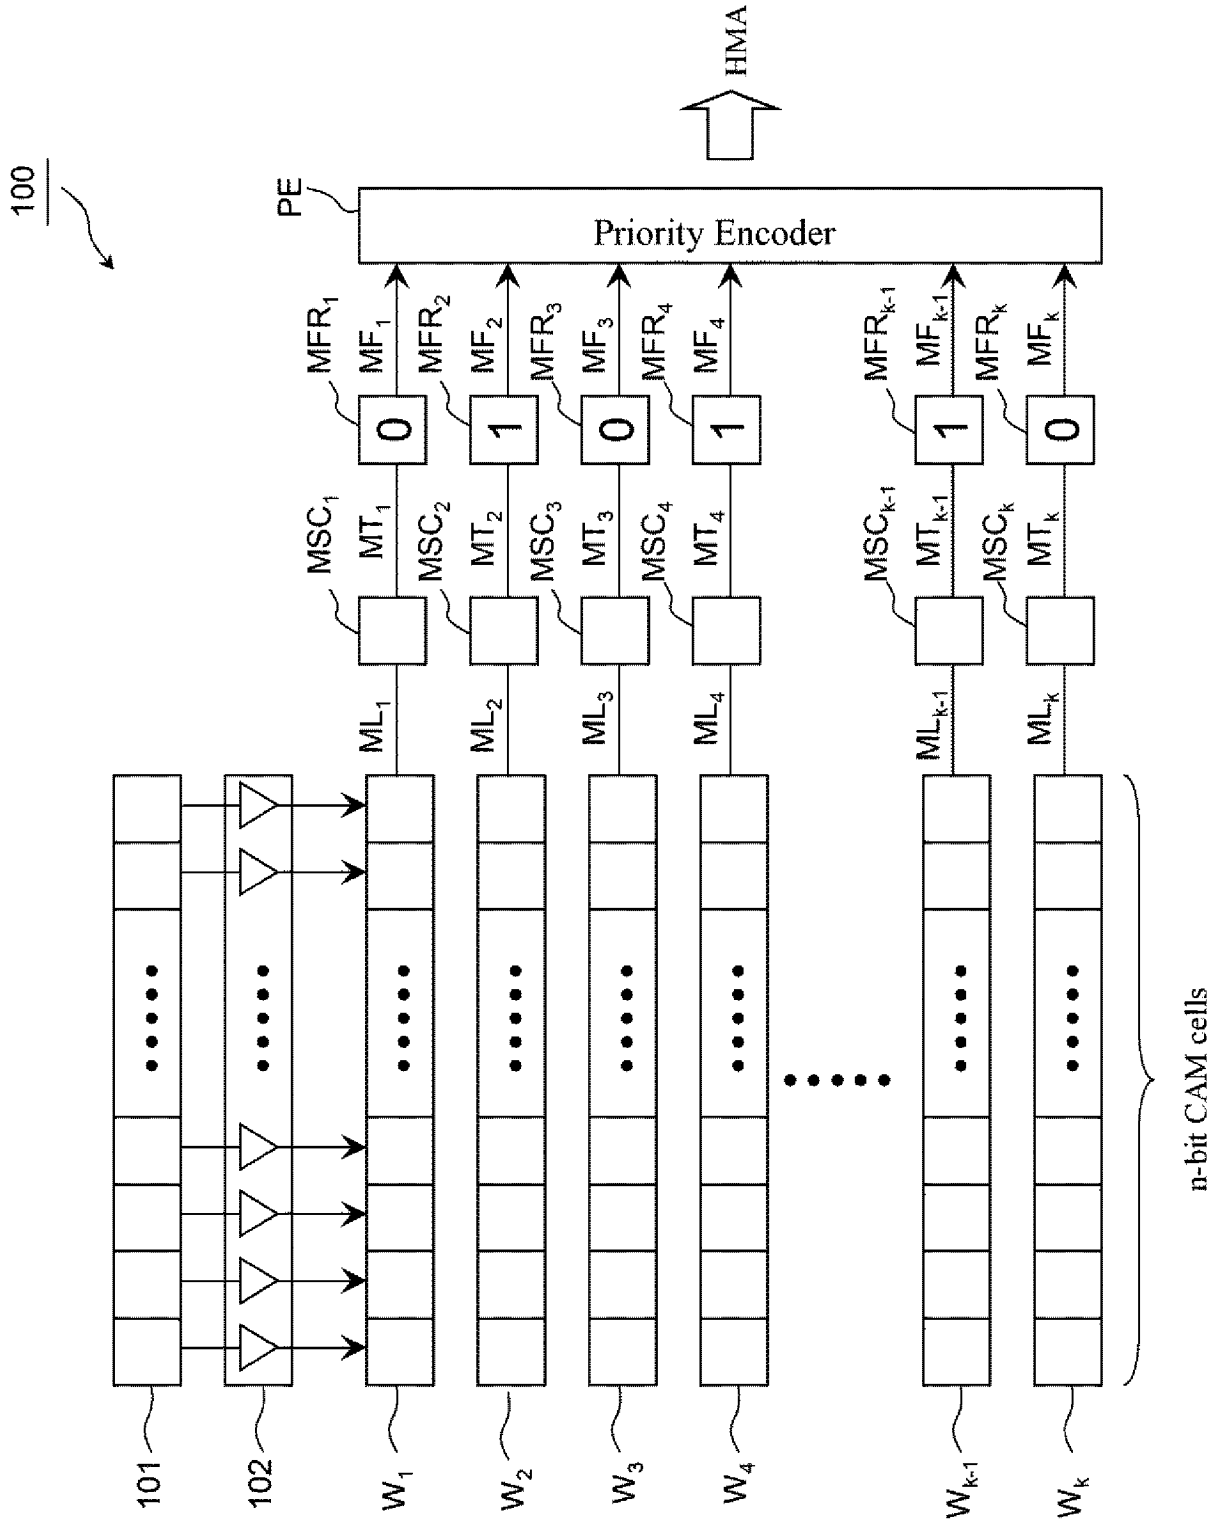 100
101
102
PE
Priority Encoder
HMA
W1 ML1 MSC1 MT1 MFR1 0 MF1
W2 ML2 MSC2 MT2 MFR2 1 MF2
W3 ML3 MSC3 MT3 MFR3 0 MF3
W4 ML4 MSC4 MT4 MFR4 1 MF4
Wk-1 MLk-1 MSCk-1 MTk-1 MFRk-1 1 MFk-1
Wk MLk MSCk MTk MFRk 0 MFk
n-bit CAM cells